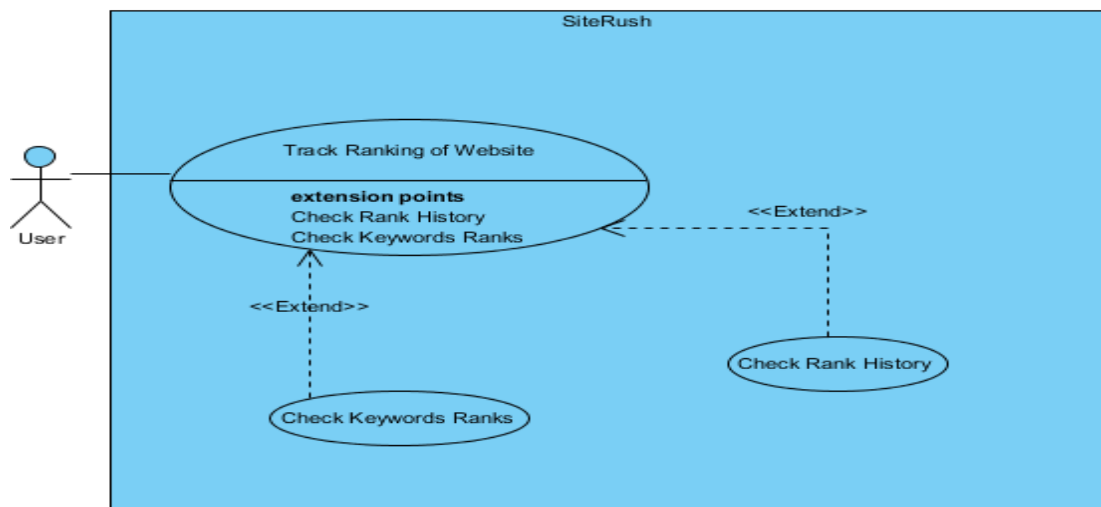 SiteRush
Track Ranking of Website
extension points
Check Rank History
Check Keywords Ranks
User
<<Extend>>
<<Extend>>
Check Rank History
Check Keywords Ranks